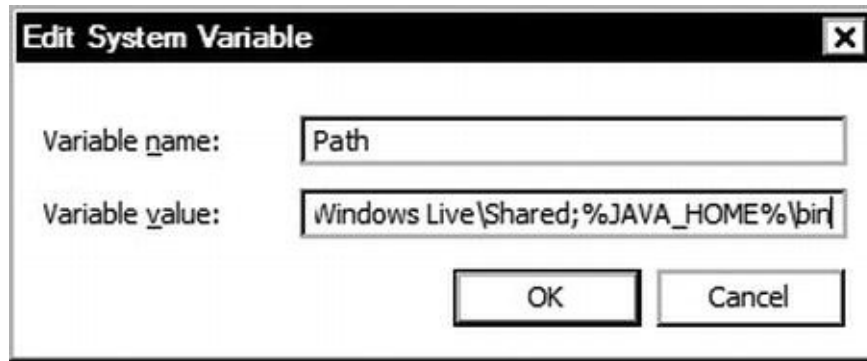 Edit System Variable
Variable name: Path
Variable value: Windows Live\Shared;%JAVA_HOME%\bin
OK Cancel